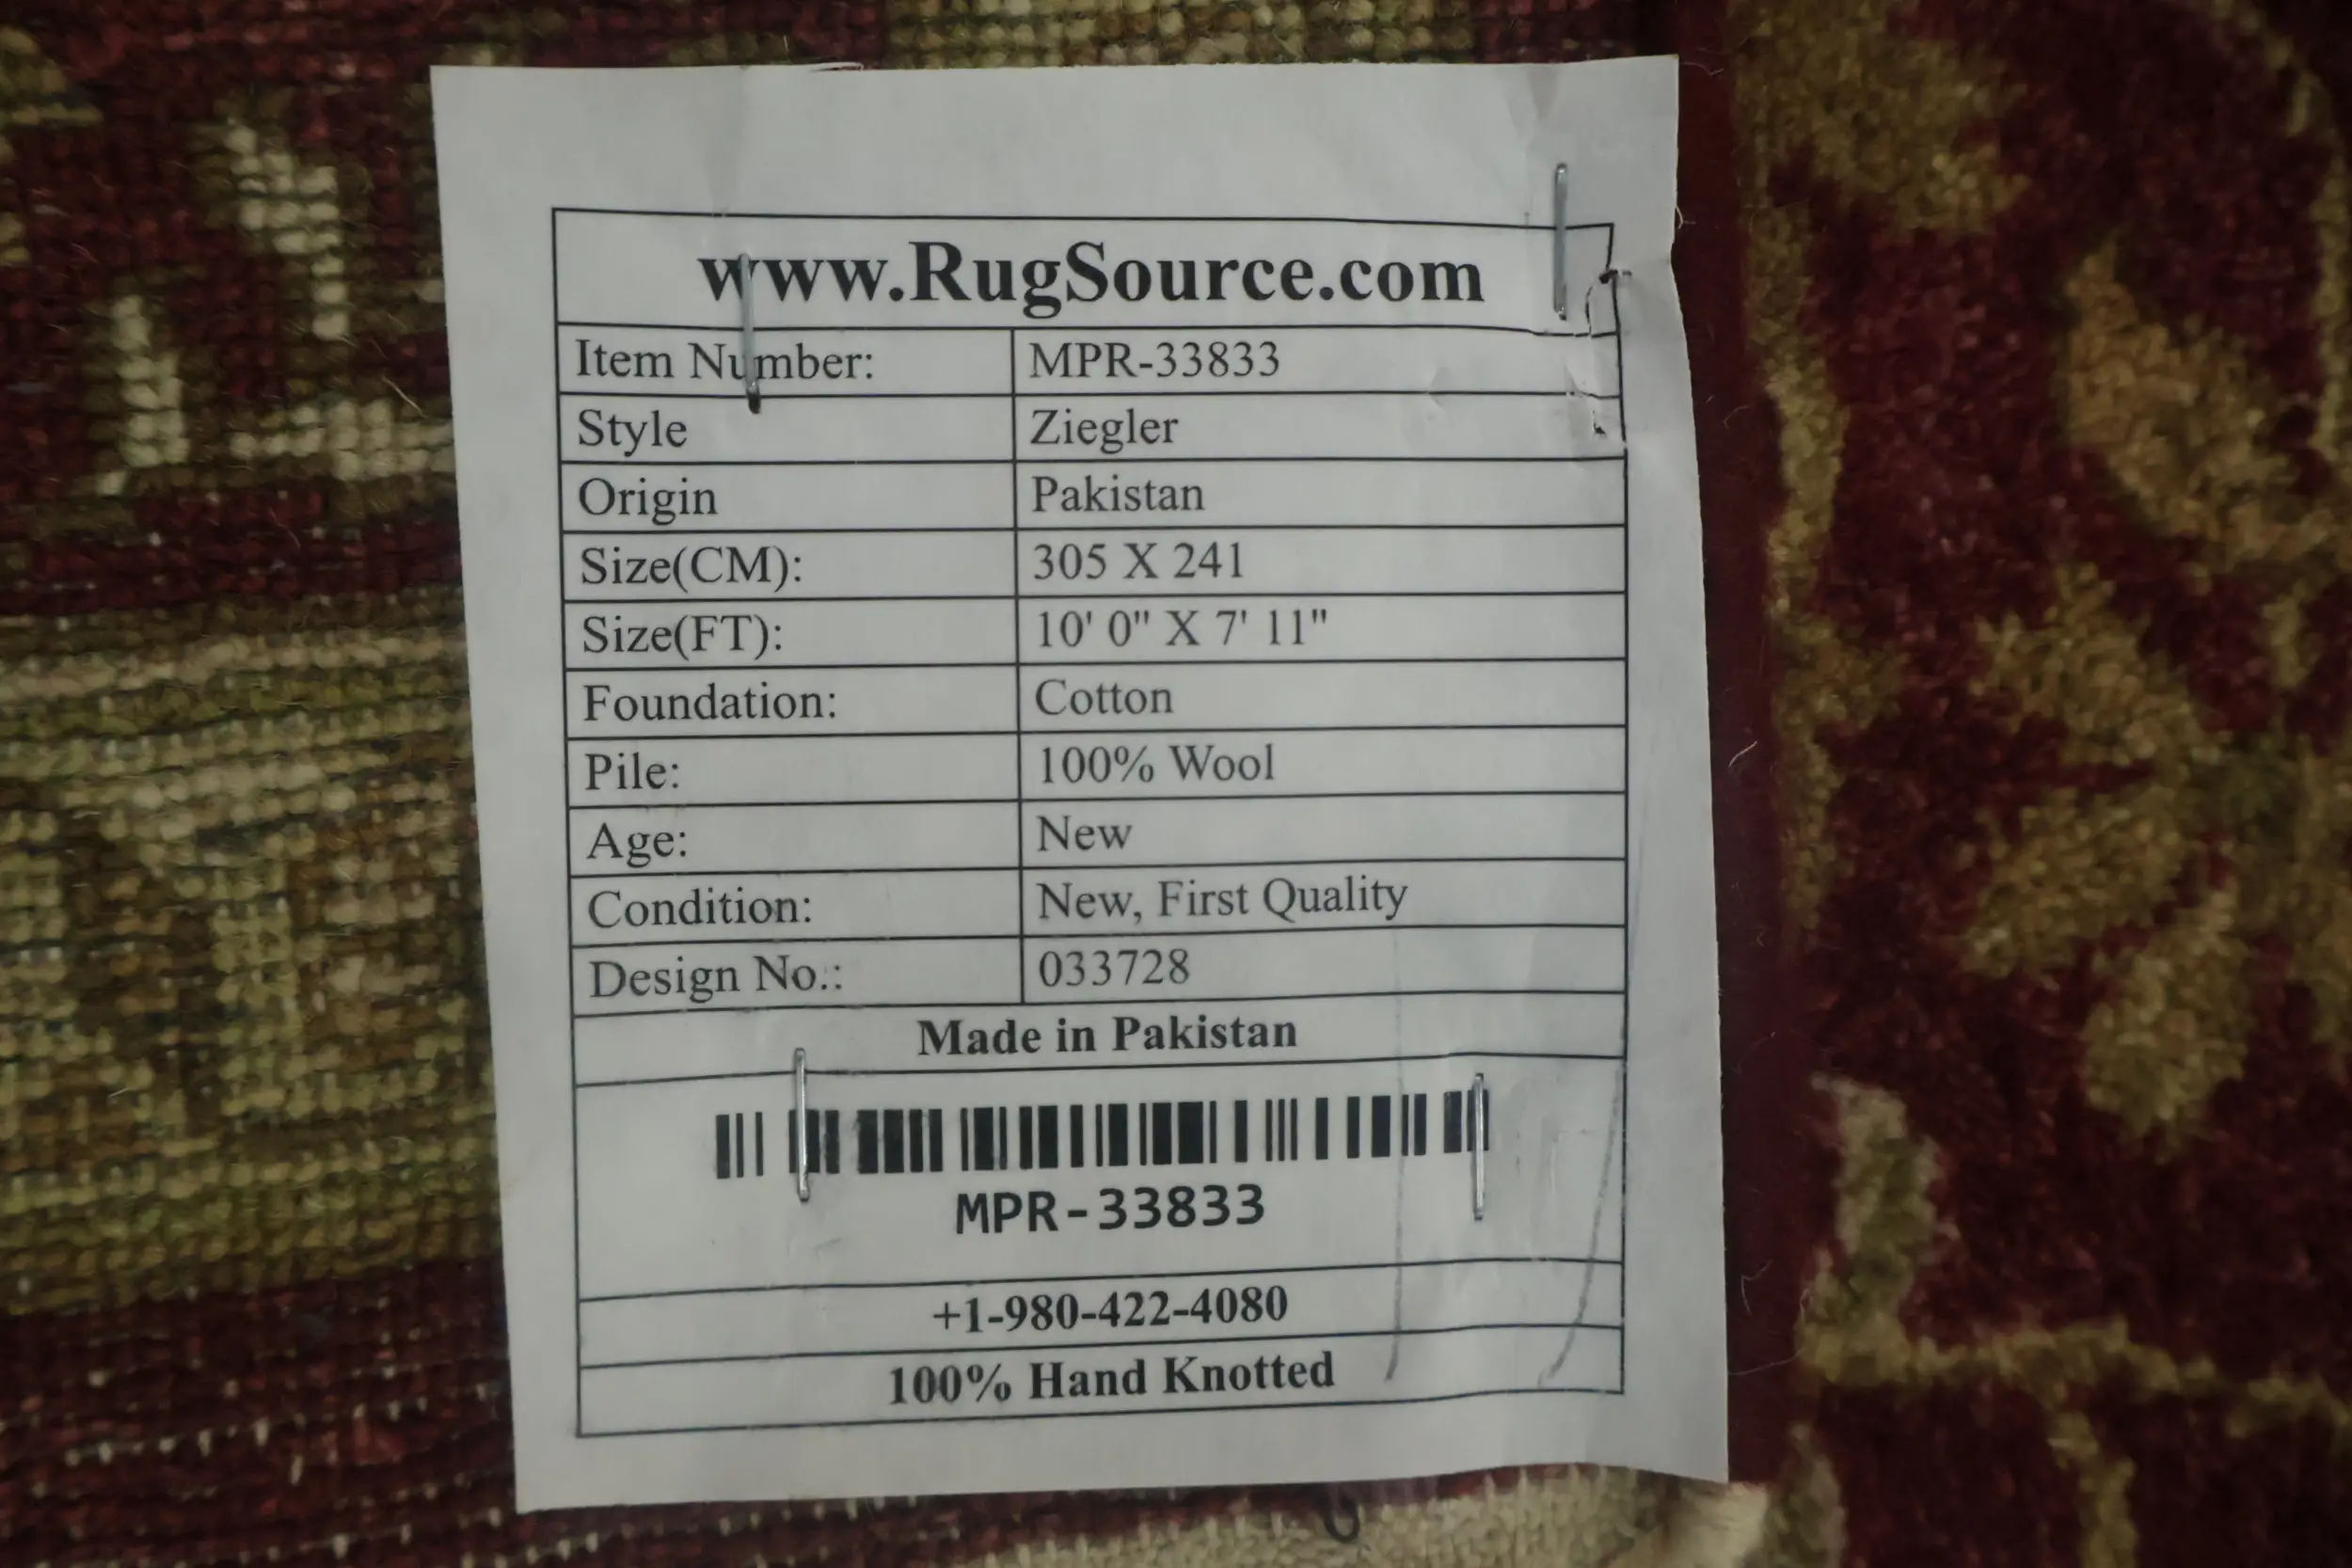 www.RugSource.com
Item Number: MPR-33833
Style Ziegler
Origin Pakistan
Size(CM): 305 X 241
Size(FT): 10' 0" X 7' 11"
Foundation: Cotton
Pile: 100% Wool
Age: New
Condition: New, First Quality
Design No.: 033728
Made in Pakistan
MPR-33833
+1-980-422-4080
100% Hand Knotted